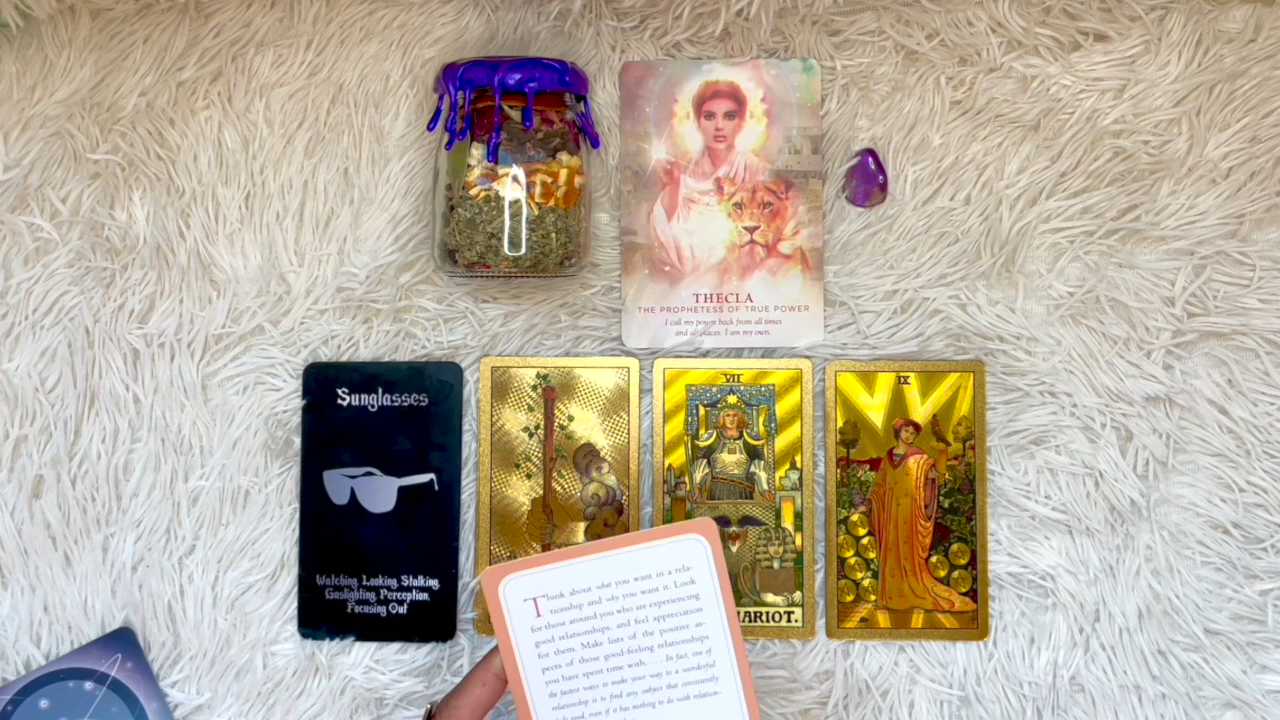 THECLA
THE PROPHETESS OF TRUE POWER
I call my power back from all times
and all places. I am my own.
Sunglasses
Watching, Looking, Stalking,
Gaslighting, Perception,
Focusing Out
VII
ARIOT.
IX
Think about what you want in a rela-
tionship and why you want it. Look
for those around you who are experiencing
good relationships, and feel appreciation
for them. Make lists of the positive as-
pects of those good-feeling relationships
you have spent time with. . . . In fact, one of
the fastest ways to make your way to a wonderful
relationship is to find any subject that consistently
feels good, even if it has nothing to do with relation-